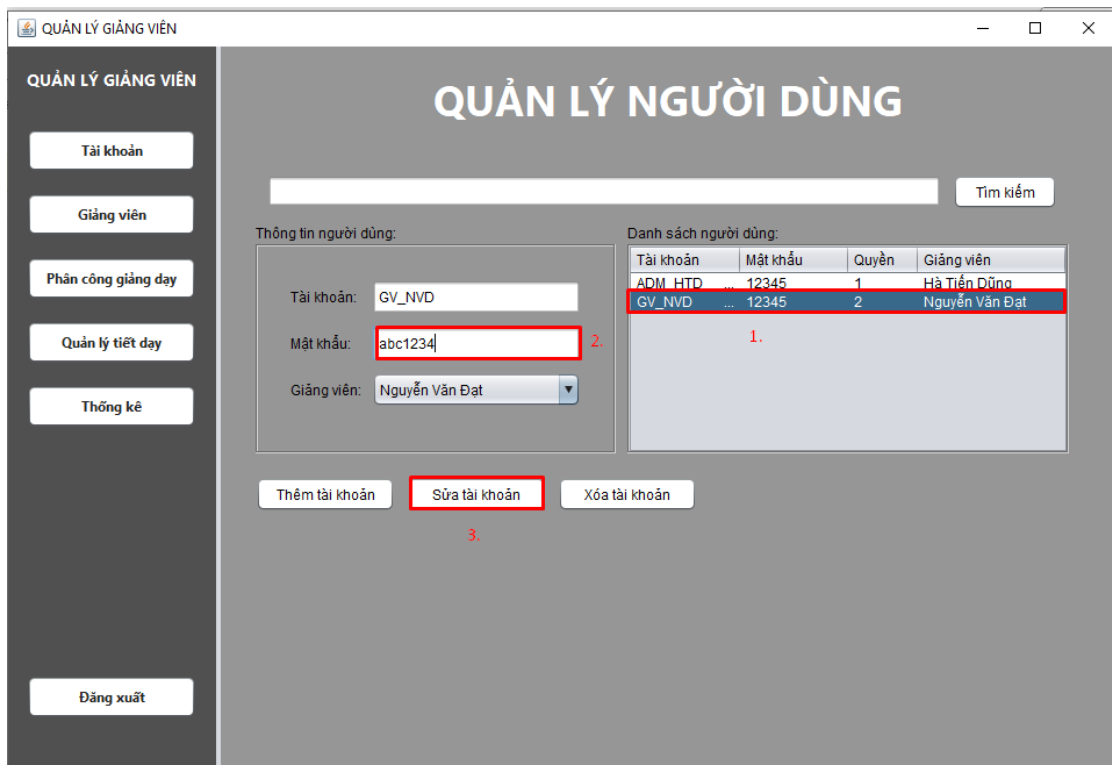 QUẢN LÝ GIẢNG VIÊN
QUẢN LÝ GIẢNG VIÊN
Tài khoản
Giảng viên
Phân công giảng dạy
Quản lý tiết dạy
Thống kê
Đăng xuất
QUẢN LÝ NGƯỜI DÙNG
Tìm kiếm
Thông tin người dùng:
Tài khoản: GV_NVD
Mật khẩu: abc1234 2.
Giảng viên: Nguyễn Văn Đạt
Danh sách người dùng:
Tài khoản Mật khẩu Quyền Giảng viên
ADM_HTD ... 12345 1 Hà Tiến Dũng
GV_NVD ... 12345 2 Nguyễn Văn Đạt
1.
Thêm tài khoản Sửa tài khoản Xóa tài khoản
3.